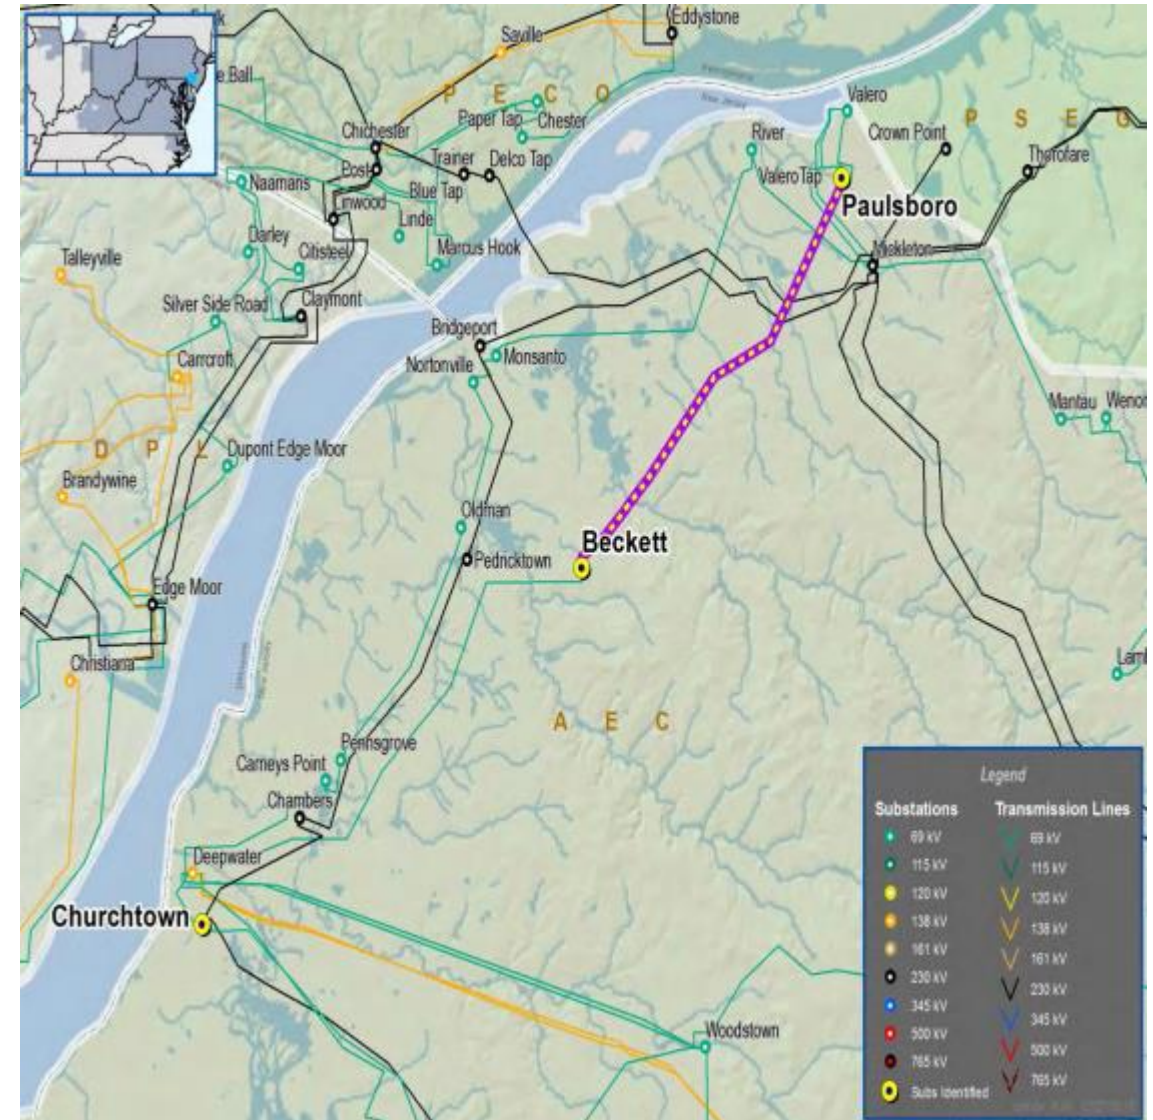 Eddystone
Saville
e Ball
P E C O
Valero
Paper Tap
Chester
Chichester
River
Crown Point
P S E G
Trainer
Delco Tap
Thorofare
Post
Valero Tap
Naamans
Blue Tap
Linwood
Paulsboro
Linde
Darley
Marcus Hook
Mickleton
Talleyville
Citisteel
Silver Side Road
Claymont
Bridgeport
Nortonville
Monsanto
Carrcroft
Mantau
Wenon
D P L
Dupont Edge Moor
Brandywine
Oldman
Beckett
Pedricktown
Edge Moor
Christiana
Lam
A E C
Pennsgrove
Carneys Point
Chambers
Deepwater
Churchtown
Woodstown
Legend
Substations
Transmission Lines
69 kV
69 kV
115 kV
115 kV
120 kV
120 kV
138 kV
138 kV
161 kV
161 kV
230 kV
230 kV
345 kV
345 kV
500 kV
500 kV
765 kV
765 kV
Subs Identified